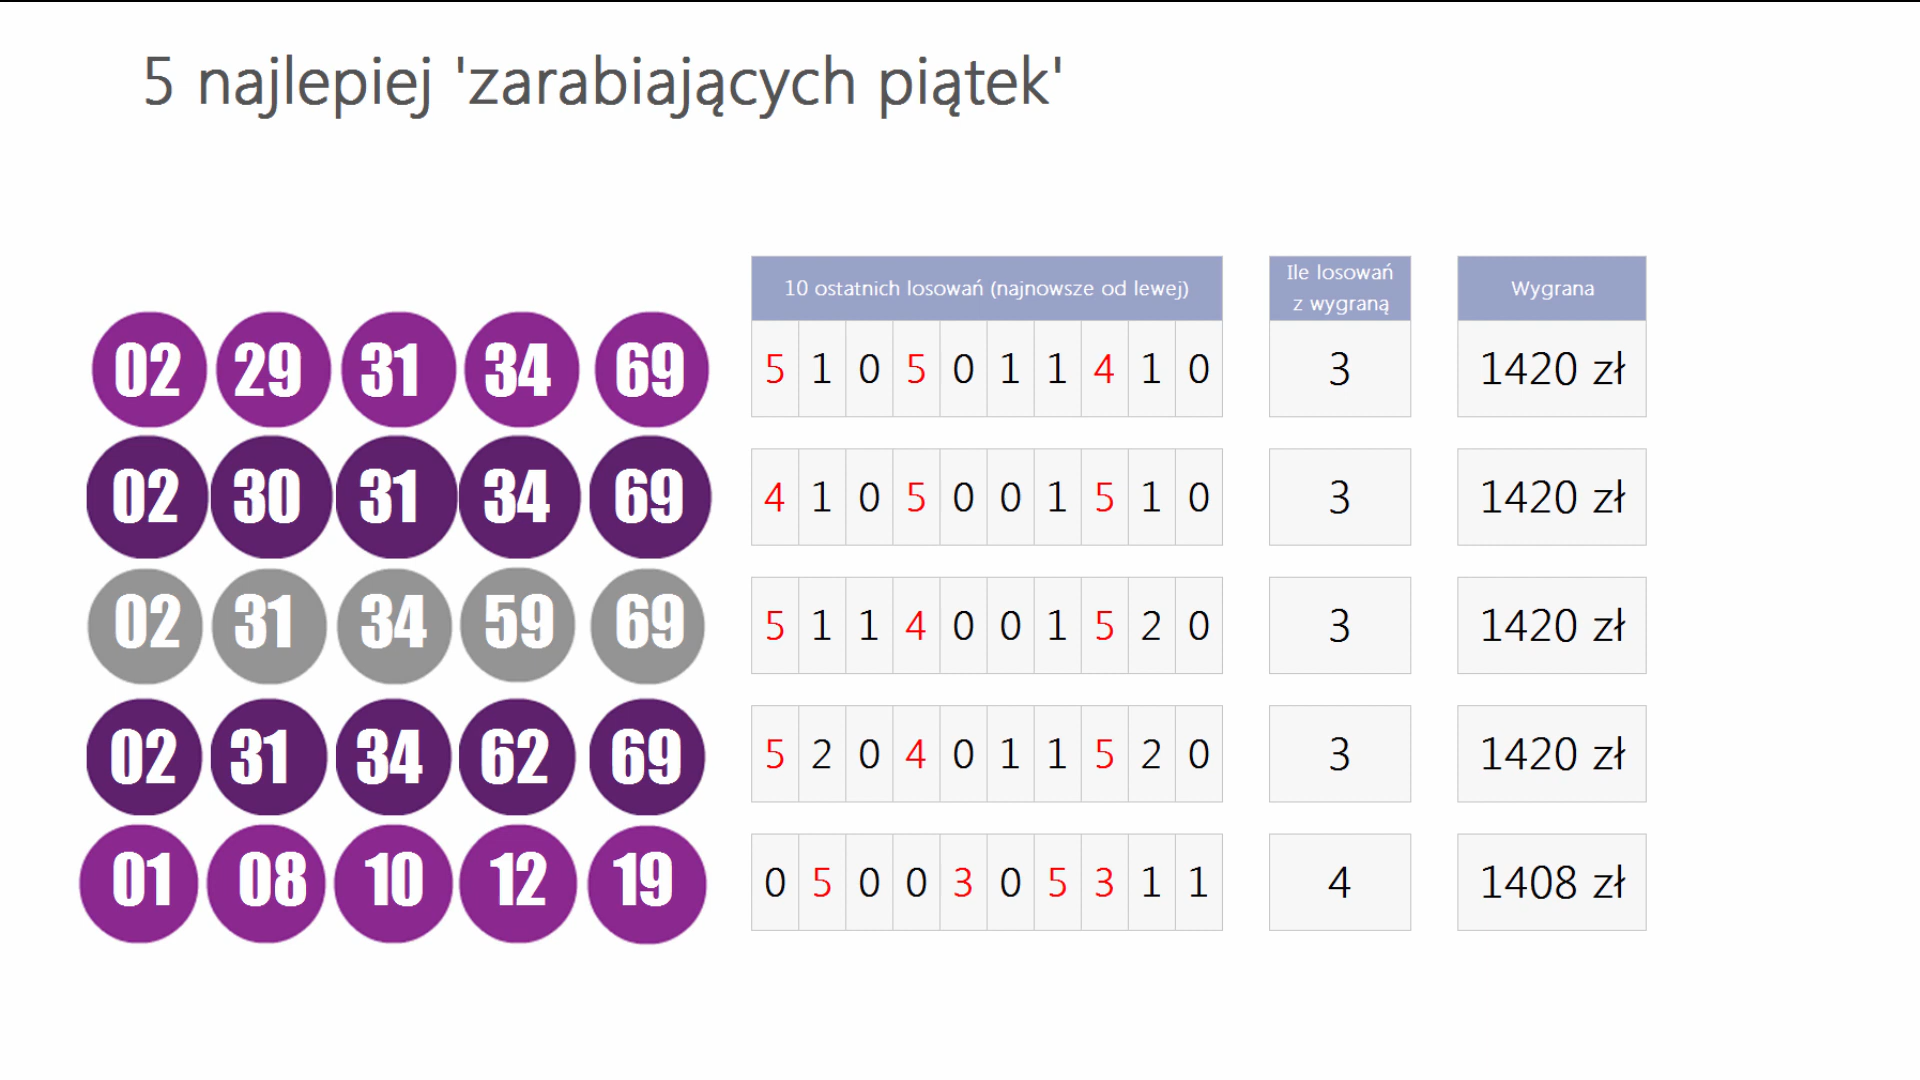 5 najlepiej 'zarabiających piątek'
10 ostatnich losowań (najnowsze od lewej)
Ile losowań
z wygraną
Wygrana
02 29 31 34 69 5 1 0 5 0 1 1 4 1 0 3 1420 zł
02 30 31 34 69 4 1 0 5 0 0 1 5 1 0 3 1420 zł
02 31 34 59 69 5 1 1 4 0 0 1 5 2 0 3 1420 zł
02 31 34 62 69 5 2 0 4 0 1 1 5 2 0 3 1420 zł
01 08 10 12 19 0 5 0 0 3 0 5 3 1 1 4 1408 zł